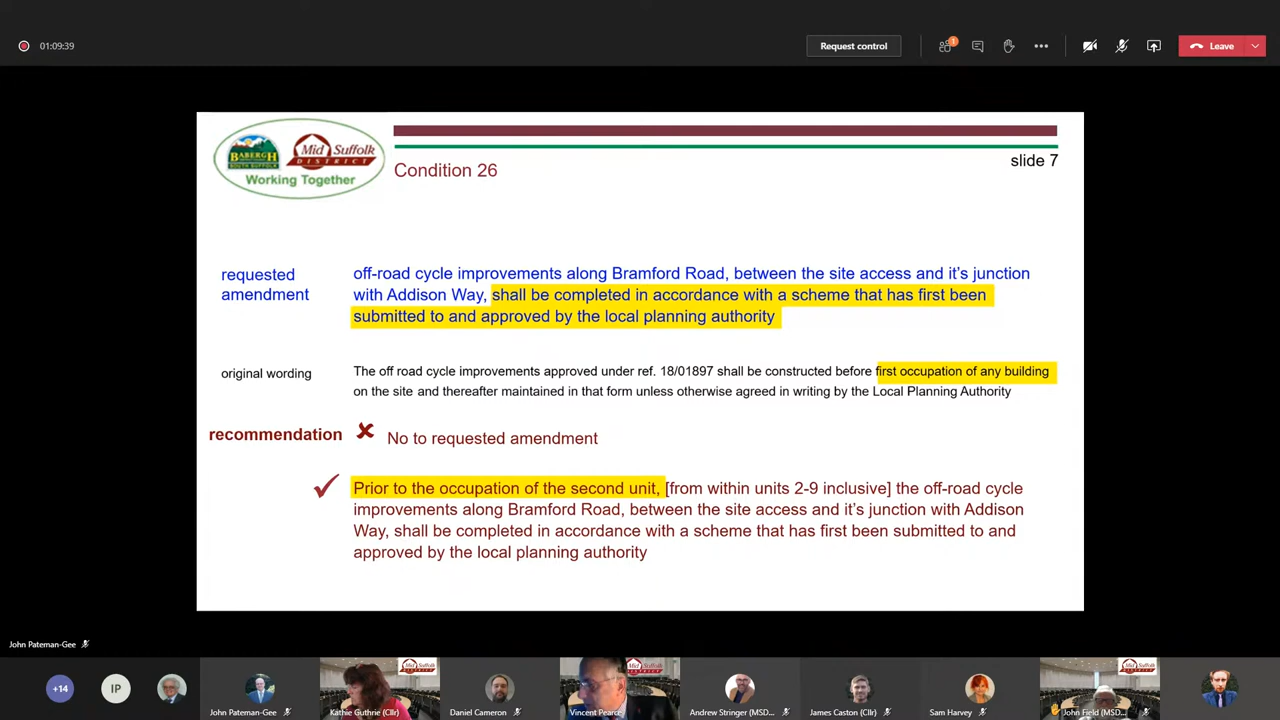 01:09:39
Request control
1
Leave
BABERGH
SOUTH SUFFOLK
Mid Suffolk
DISTRICT
Working Together
Condition 26
slide 7
requested
amendment
off-road cycle improvements along Bramford Road, between the site access and it's junction
with Addison Way, shall be completed in accordance with a scheme that has first been
submitted to and approved by the local planning authority
original wording
The off road cycle improvements approved under ref. 18/01897 shall be constructed before first occupation of any building
on the site and thereafter maintained in that form unless otherwise agreed in writing by the Local Planning Authority
recommendation
No to requested amendment
Prior to the occupation of the second unit, [from within units 2-9 inclusive] the off-road cycle
improvements along Bramford Road, between the site access and it's junction with Addison
Way, shall be completed in accordance with a scheme that has first been submitted to and
approved by the local planning authority
John Pateman-Gee
+14
IP
John Pateman-Gee
Mid Suffolk
Kathie Guthrie (Cllr)
Daniel Cameron
Mid Suffolk
Vincent Pearce
Andrew Stringer (MSD...
James Caston (Cllr)
Sam Harvey
Mid Suffolk
John Field (MSD...